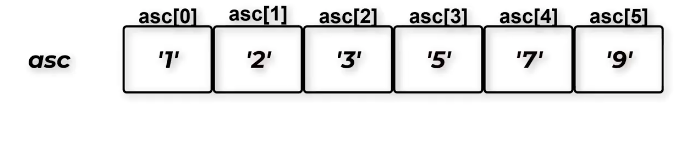 asc[0] asc[1] asc[2] asc[3] asc[4] asc[5]
asc '1' '2' '3' '5' '7' '9'